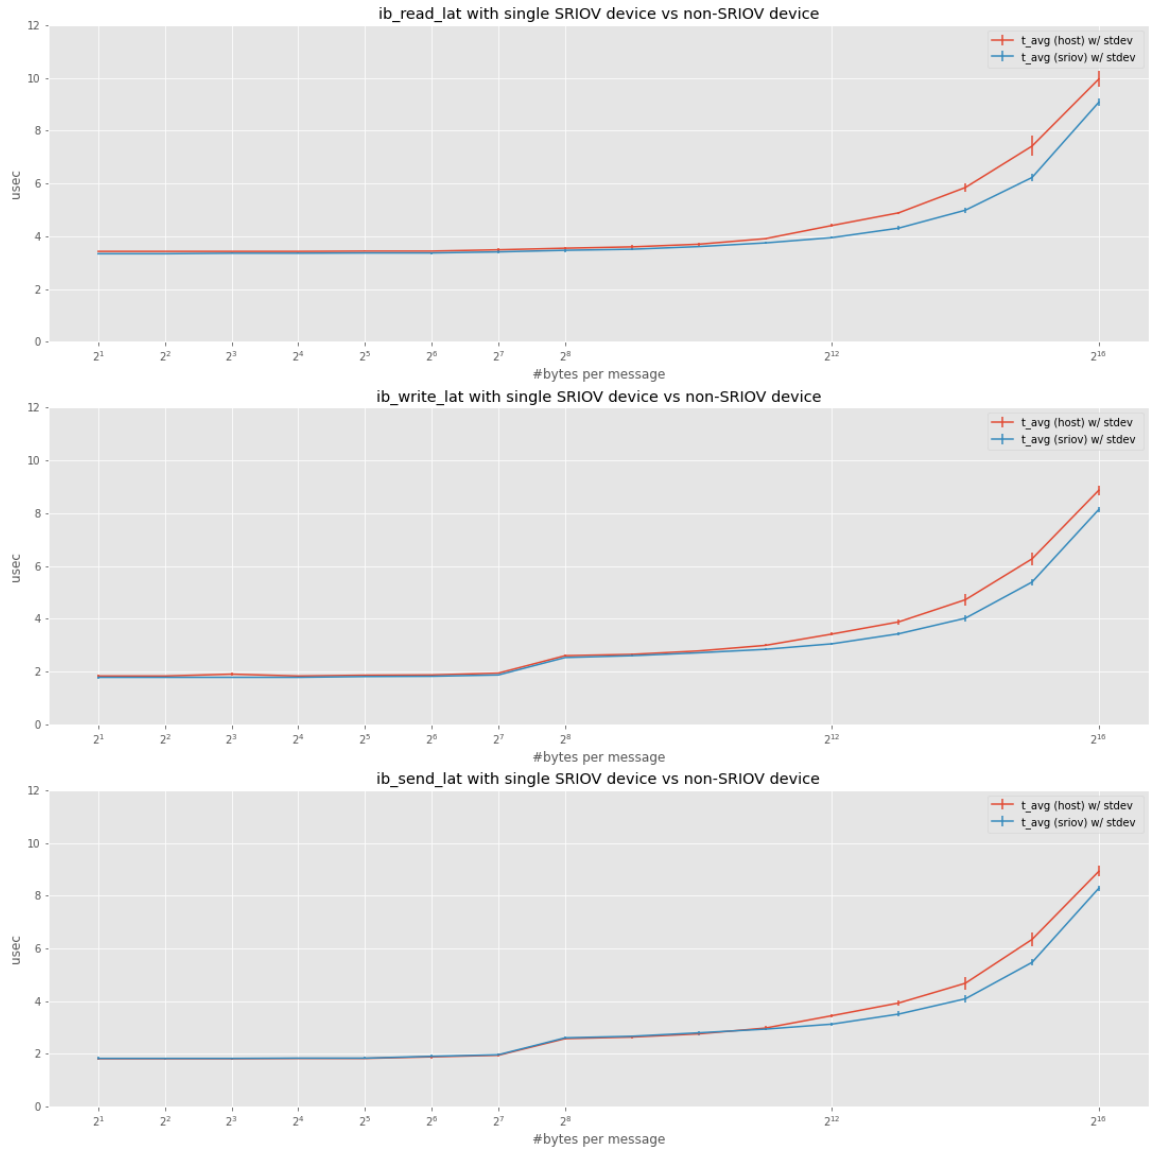 ib_read_lat with single SRIOV device vs non-SRIOV device
t_avg (host) w/ stdev
t_avg (sriov) w/ stdev
12
10
8
6
4
2
0
usec
2¹ 2² 2³ 2⁴ 2⁵ 2⁶ 2⁷ 2⁸ 2¹² 2¹⁶
#bytes per message
ib_write_lat with single SRIOV device vs non-SRIOV device
t_avg (host) w/ stdev
t_avg (sriov) w/ stdev
12
10
8
6
4
2
0
usec
2¹ 2² 2³ 2⁴ 2⁵ 2⁶ 2⁷ 2⁸ 2¹² 2¹⁶
#bytes per message
ib_send_lat with single SRIOV device vs non-SRIOV device
t_avg (host) w/ stdev
t_avg (sriov) w/ stdev
12
10
8
6
4
2
0
usec
2¹ 2² 2³ 2⁴ 2⁵ 2⁶ 2⁷ 2⁸ 2¹² 2¹⁶
#bytes per message